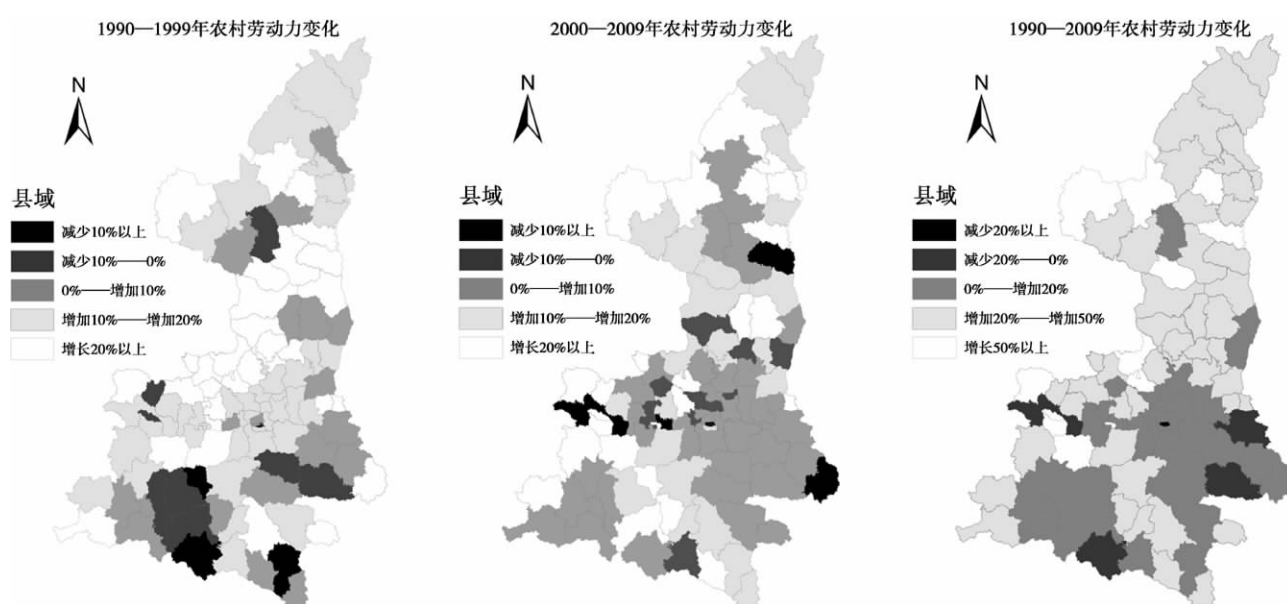 1990—1999年农村劳动力变化
N
县域
减少10%以上
减少10%——0%
0%——增加10%
增加10%——增加20%
增长20%以上
2000—2009年农村劳动力变化
N
县域
减少10%以上
减少10%——0%
0%——增加10%
增加10%——增加20%
增长20%以上
1990—2009年农村劳动力变化
N
县域
减少20%以上
减少20%——0%
0%——增加20%
增加20%——增加50%
增长50%以上